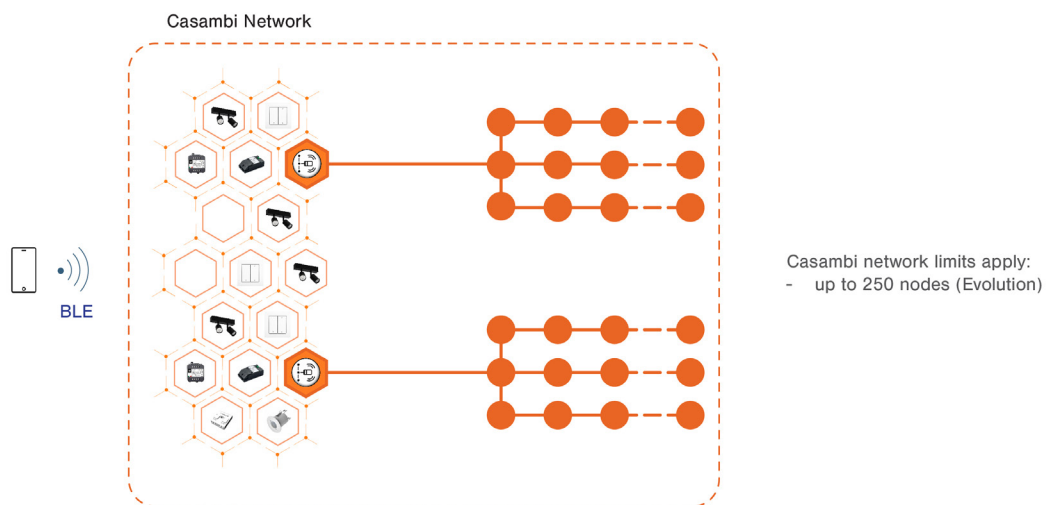 Casambi Network
BLE
Casambi network limits apply:
- up to 250 nodes (Evolution)